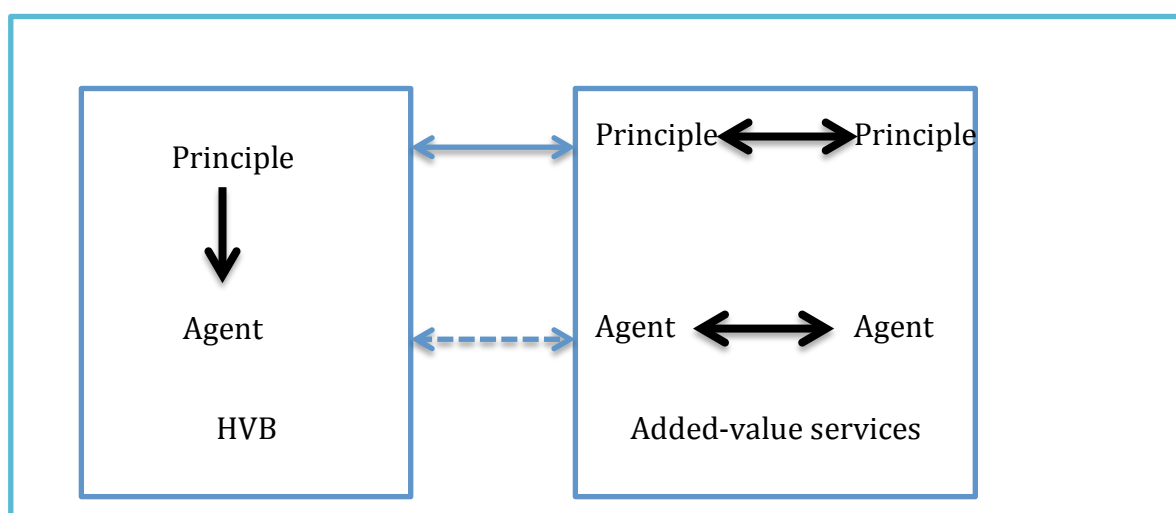 Principle
Agent
HVB
Principle Principle
Agent Agent
Added-value services